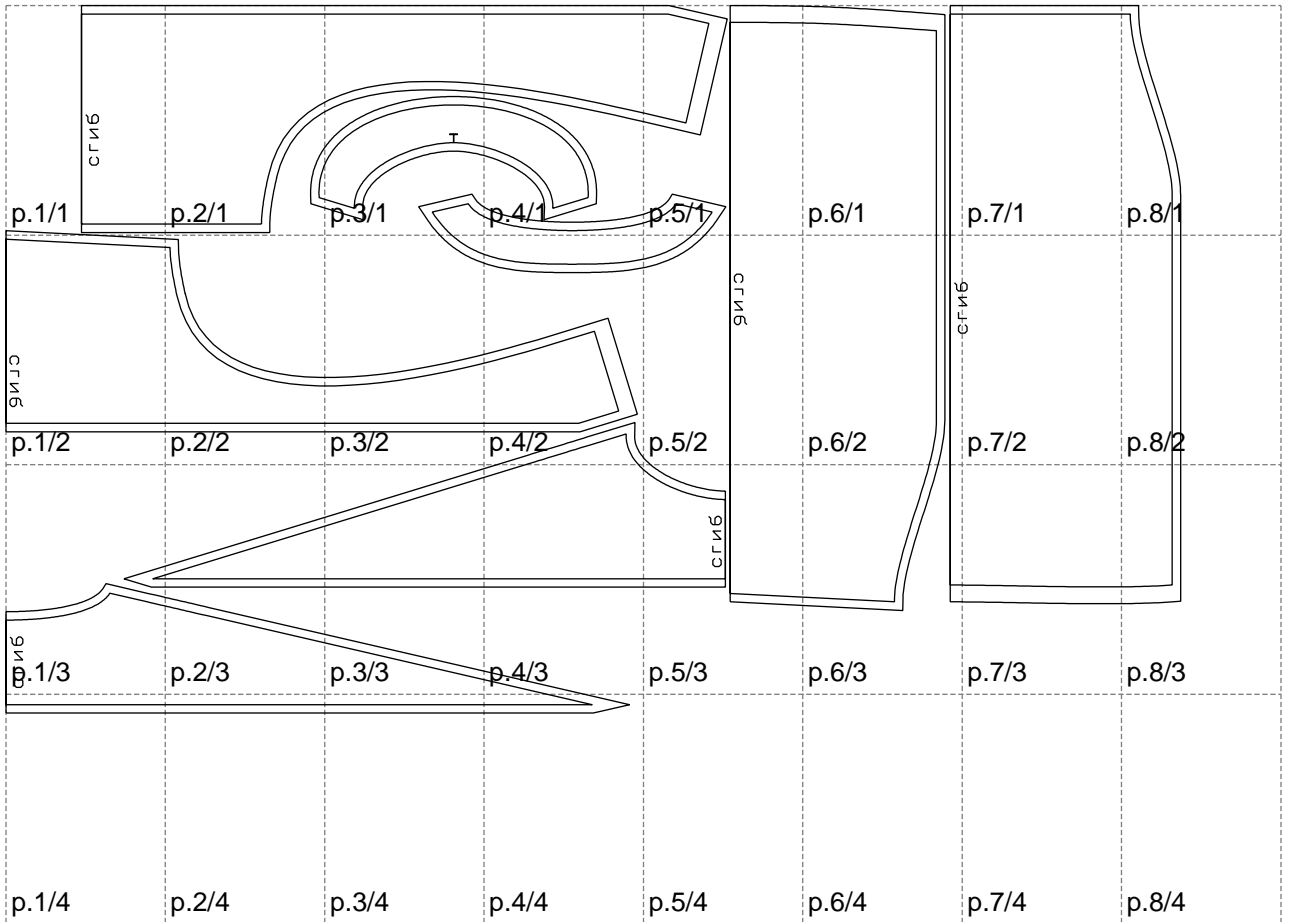 сгиб
т
p.1/1 p.2/1 p.3/1 p.4/1 p.5/1 p.6/1 p.7/1 p.8/1
сгиб
сгиб
сгиб
p.1/2 p.2/2 p.3/2 p.4/2 p.5/2 p.6/2 p.7/2 p.8/2
сгиб
сгиб
p.1/3 p.2/3 p.3/3 p.4/3 p.5/3 p.6/3 p.7/3 p.8/3
p.1/4 p.2/4 p.3/4 p.4/4 p.5/4 p.6/4 p.7/4 p.8/4